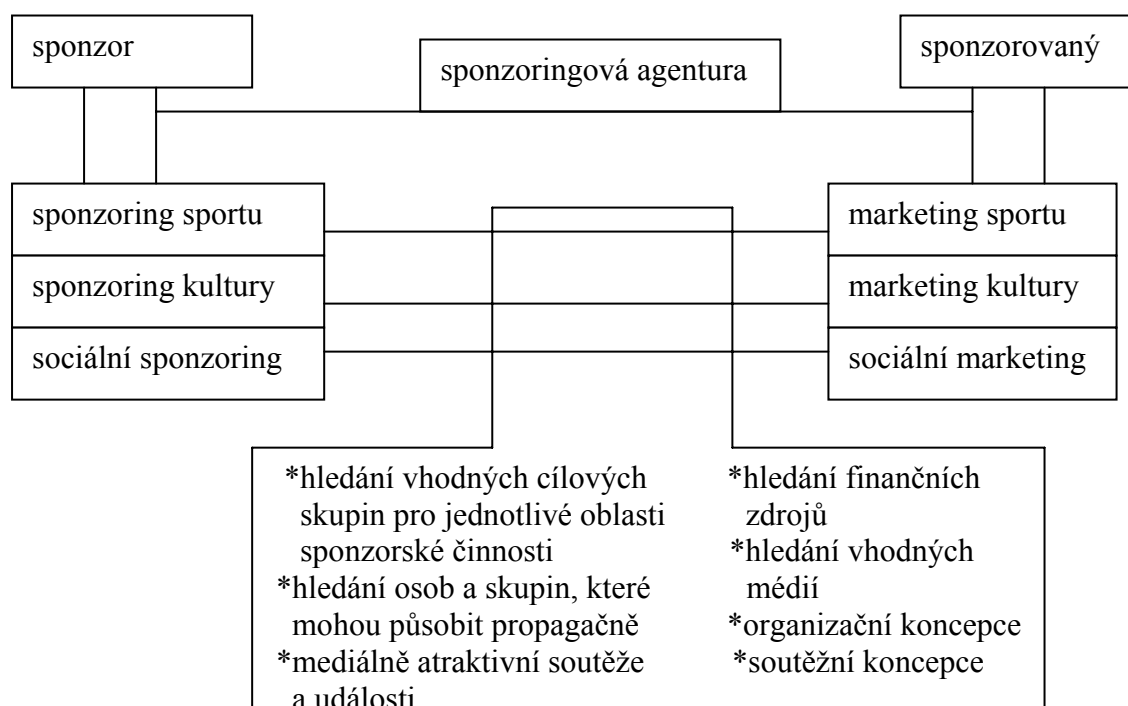 sponzor
sponzoringová agentura
sponzorovaný
sponzoring sportu
sponzoring kultury
sociální sponzoring
marketing sportu
marketing kultury
sociální marketing
*hledání vhodných cílových
skupin pro jednotlivé oblasti
sponzorské činnosti
*hledání osob a skupin, které
mohou působit propagačně
*mediálně atraktivní soutěže
a události
*hledání finančních
zdrojů
*hledání vhodných
médií
*organizační koncepce
*soutěžní koncepce